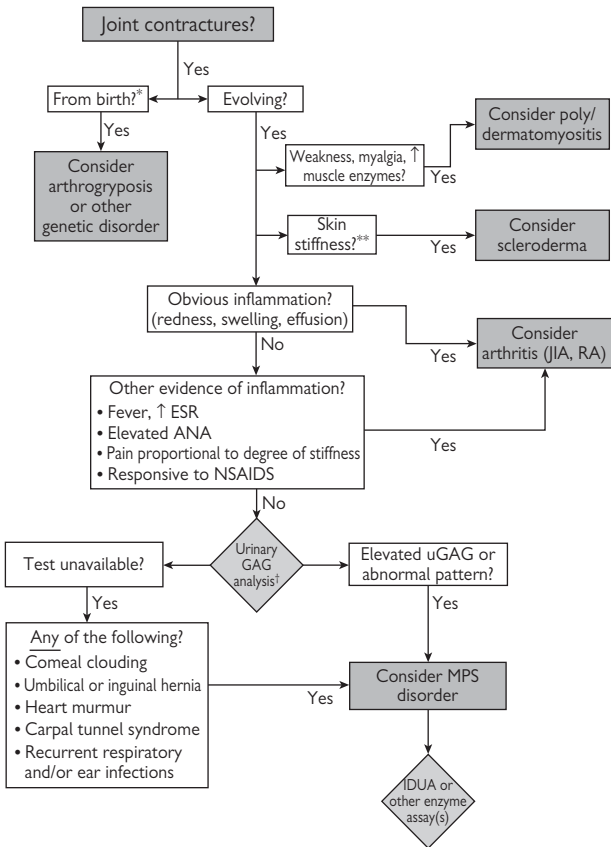 Joint contractures?
Yes
From birth?*
Evolving?
Yes
Yes
Consider
arthrogryposis
or other
genetic disorder
Weakness, myalgia, ↑
muscle enzymes?
Yes
Consider poly/
dermatomyositis
Skin
stiffness?**
Yes
Consider
scleroderma
Obvious inflammation?
(redness, swelling, effusion)
Yes
Consider
arthritis (JIA, RA)
No
Other evidence of inflammation?
• Fever, ↑ ESR
• Elevated ANA
• Pain proportional to degree of stiffness
• Responsive to NSAIDS
Yes
No
Urinary
GAG
analysis†
Test unavailable?
Elevated uGAG or
abnormal pattern?
Yes
Yes
Any of the following?
• Comeal clouding
• Umbilical or inguinal hernia
• Heart murmur
• Carpal tunnel syndrome
• Recurrent respiratory
and/or ear infections
Yes
Consider MPS
disorder
IDUA or
other enzyme
assay(s)